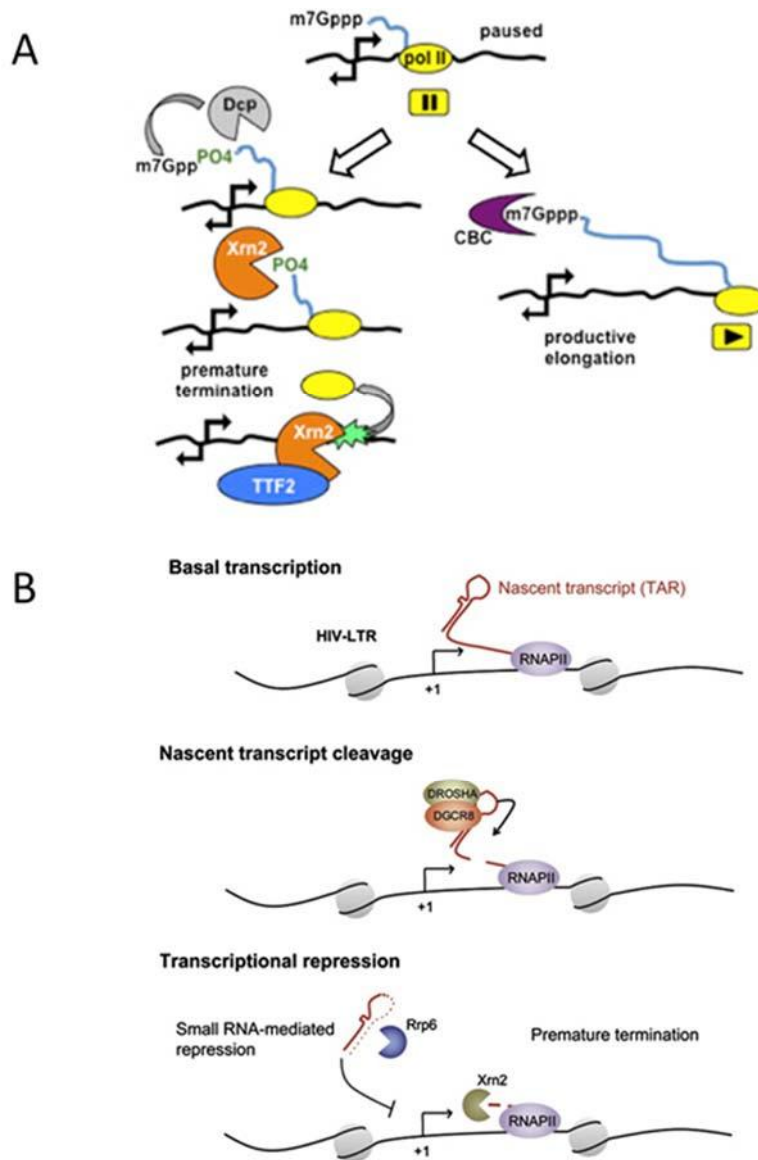 A
m7Gppp
paused
pol II
Dcp
m7Gpp
PO4
m7Gppp
CBC
Xrn2
PO4
premature
termination
productive
elongation
Xrn2
TTF2
B
Basal transcription
Nascent transcript (TAR)
HIV-LTR
RNAPII
+1
Nascent transcript cleavage
DROSHA
DGCR8
RNAPII
+1
Transcriptional repression
Small RNA-mediated
repression
Rrp6
Premature termination
Xrn2
RNAPII
+1